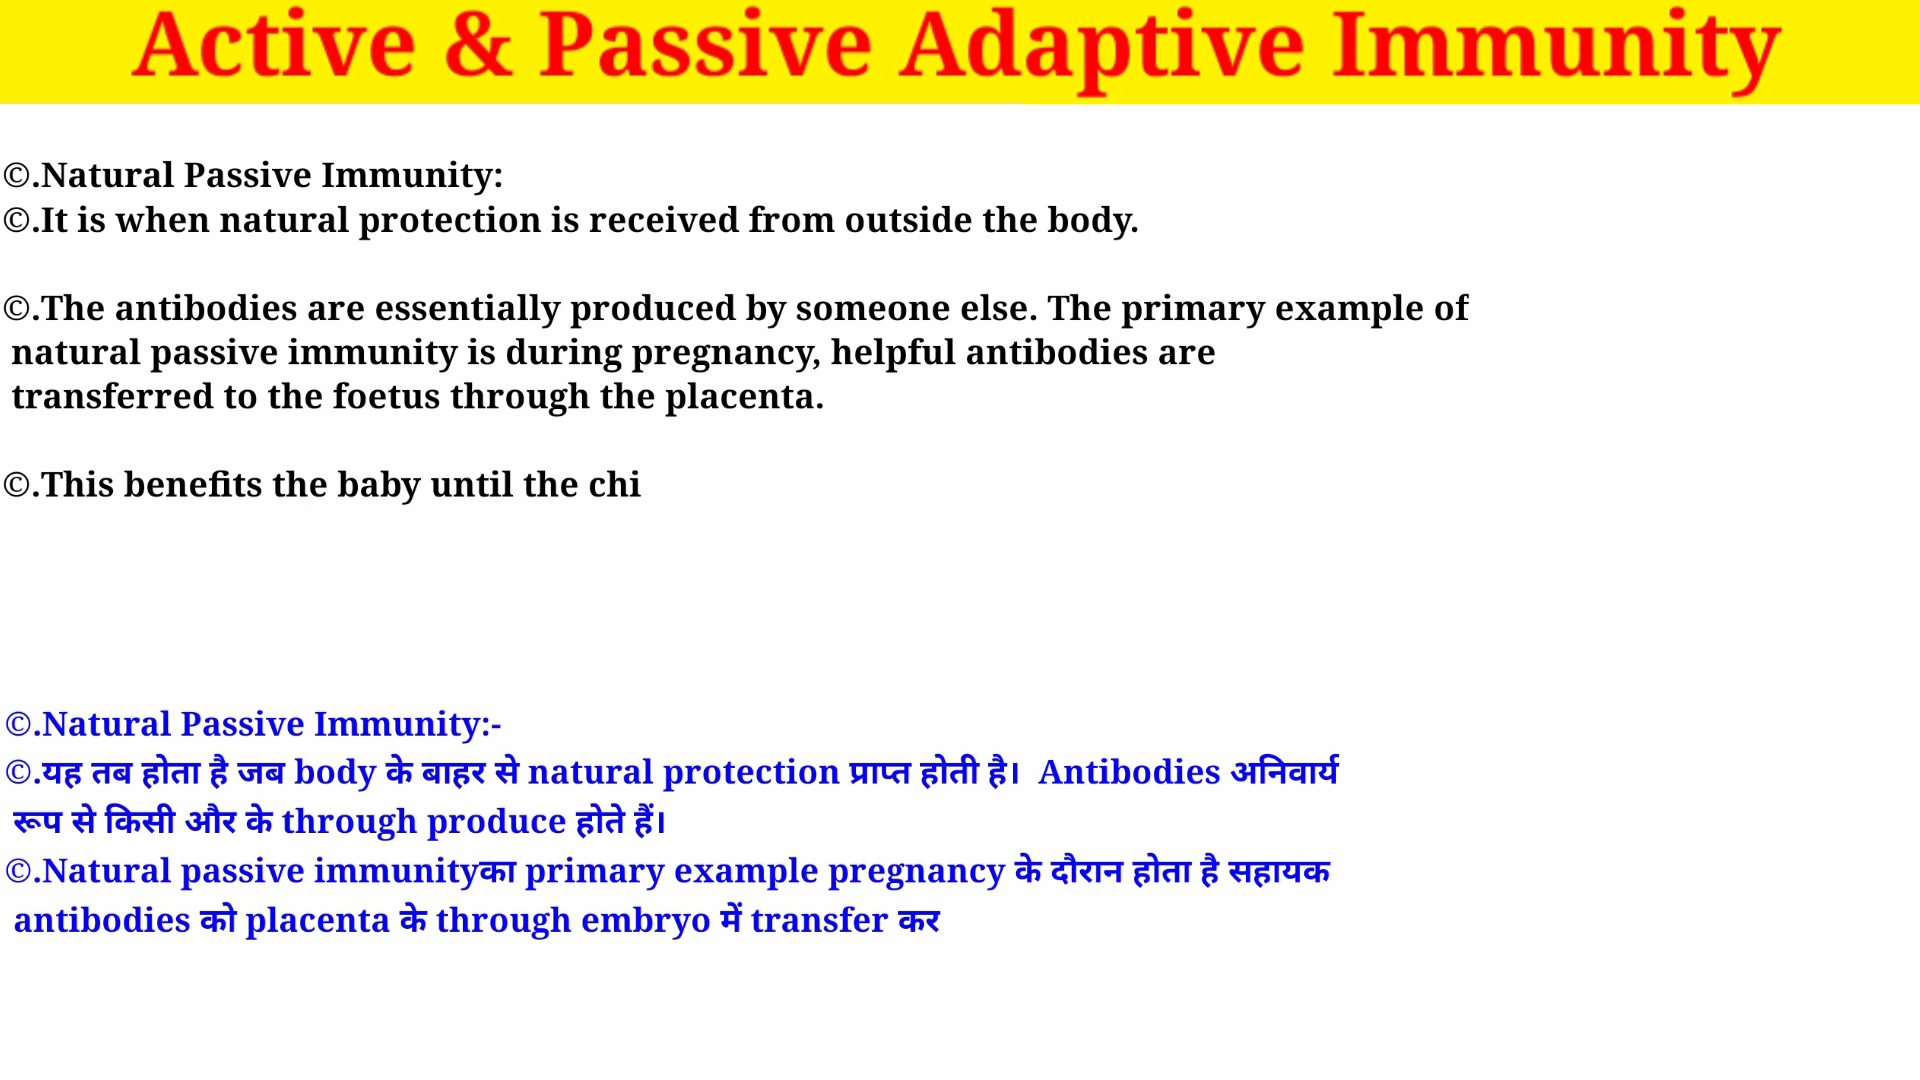 Active & Passive Adaptive Immunity
©.Natural Passive Immunity:
©.It is when natural protection is received from outside the body.
©.The antibodies are essentially produced by someone else. The primary example of
natural passive immunity is during pregnancy, helpful antibodies are
transferred to the foetus through the placenta.
©.This benefits the baby until the chi
©.Natural Passive Immunity:-
©.यह तब होता है जब body के बाहर से natural protection प्राप्त होती है। Antibodies अनिवार्य
रूप से किसी और के through produce होते हैं।
©.Natural passive immunityका primary example pregnancy के दौरान होता है सहायक
antibodies को placenta के through embryo में transfer कर